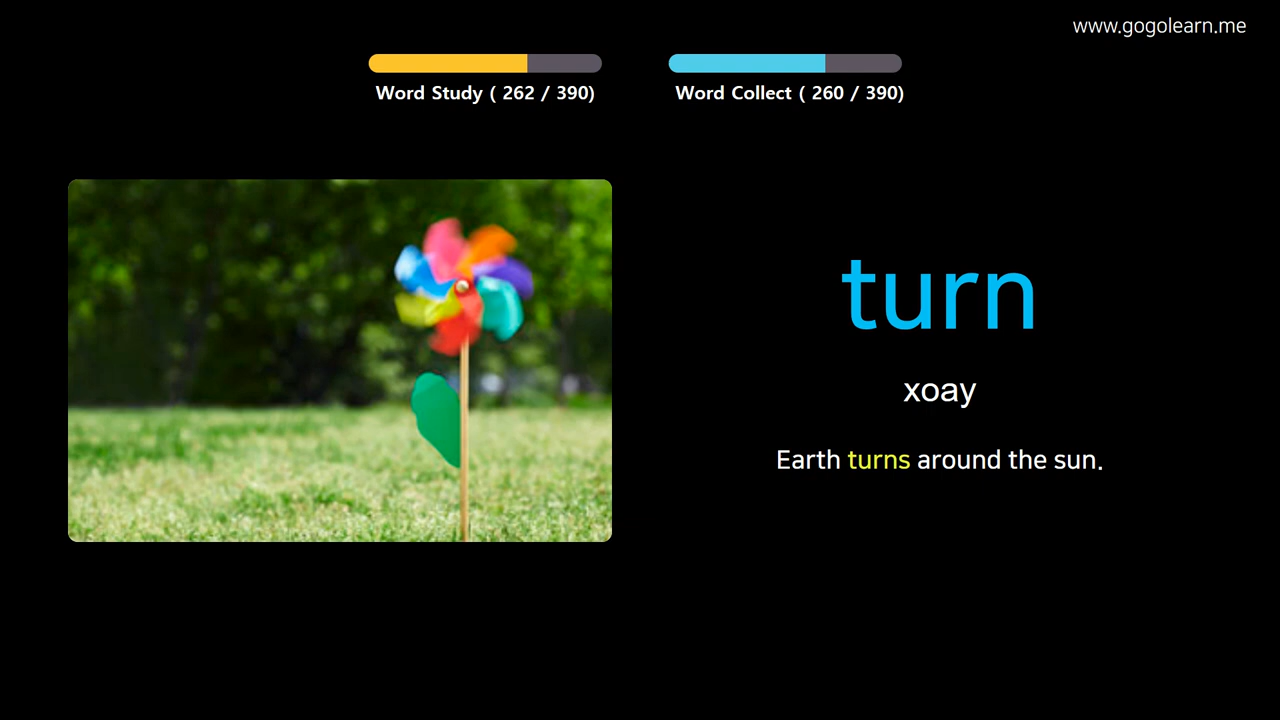 www.gogolearn.me
Word Study ( 262 / 390)
Word Collect ( 260 / 390)
turn
xoay
Earth turns around the sun.